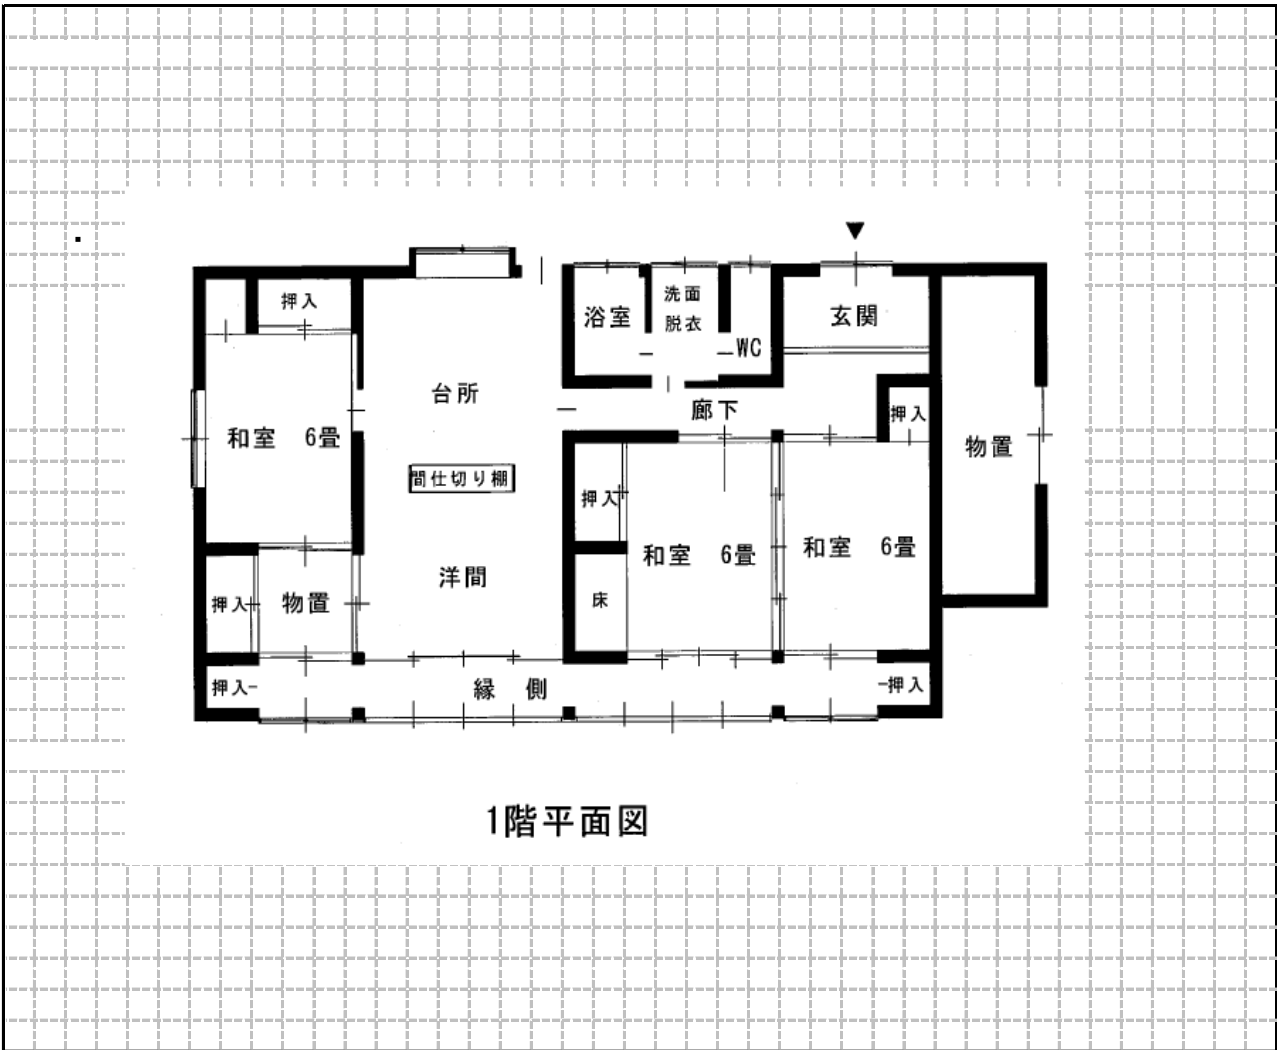 押入
浴室
洗面
脱衣
WC
玄関
台所
廊下
押入
和室 6畳
物置
間仕切り棚
押入
和室 6畳
和室 6畳
洋間
押入
物置
床
押入
縁 側
押入
1階平面図